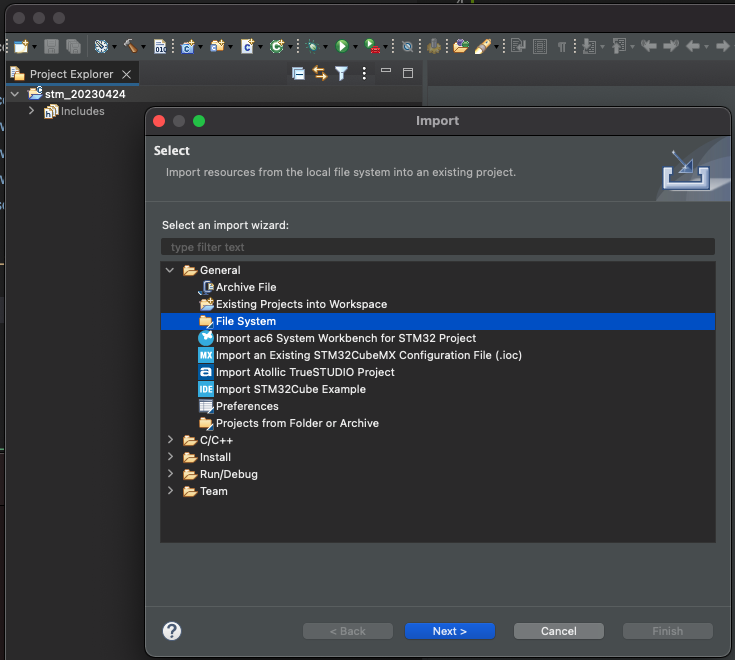 Project Explorer
stm_20230424
Includes
Import
Select
Import resources from the local file system into an existing project.
Select an import wizard:
type filter text
General
Archive File
Existing Projects into Workspace
File System
Import ac6 System Workbench for STM32 Project
MX Import an Existing STM32CubeMX Configuration File (.ioc)
a Import Atollic TrueSTUDIO Project
IDE Import STM32Cube Example
Preferences
Projects from Folder or Archive
C/C++
Install
Run/Debug
Team
? < Back Next > Cancel Finish